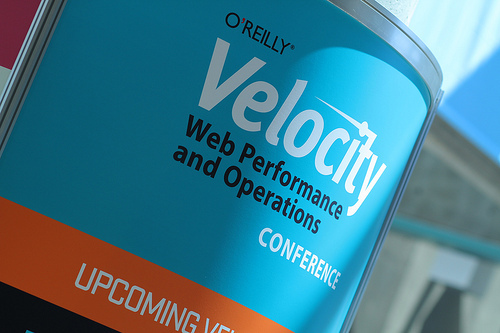 O'REILLY®
Velocity
Web Performance
and Operations
CONFERENCE
UPCOMING